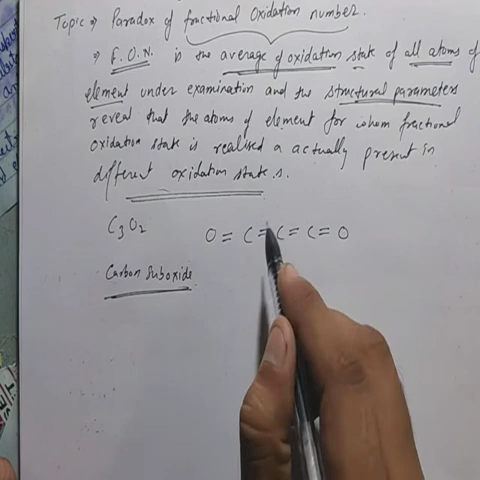 Topic ⇒ Paradox of fractional Oxidation number.
⇒ F.O.N. is the average of oxidation state of all atoms of
element under examination and the structural parameters
reveal that the atoms of element for whom fractional
oxidation state is realised a actually present in
different oxidation state.s.
C3O2 O = C = C = C = O
Carbon Suboxide